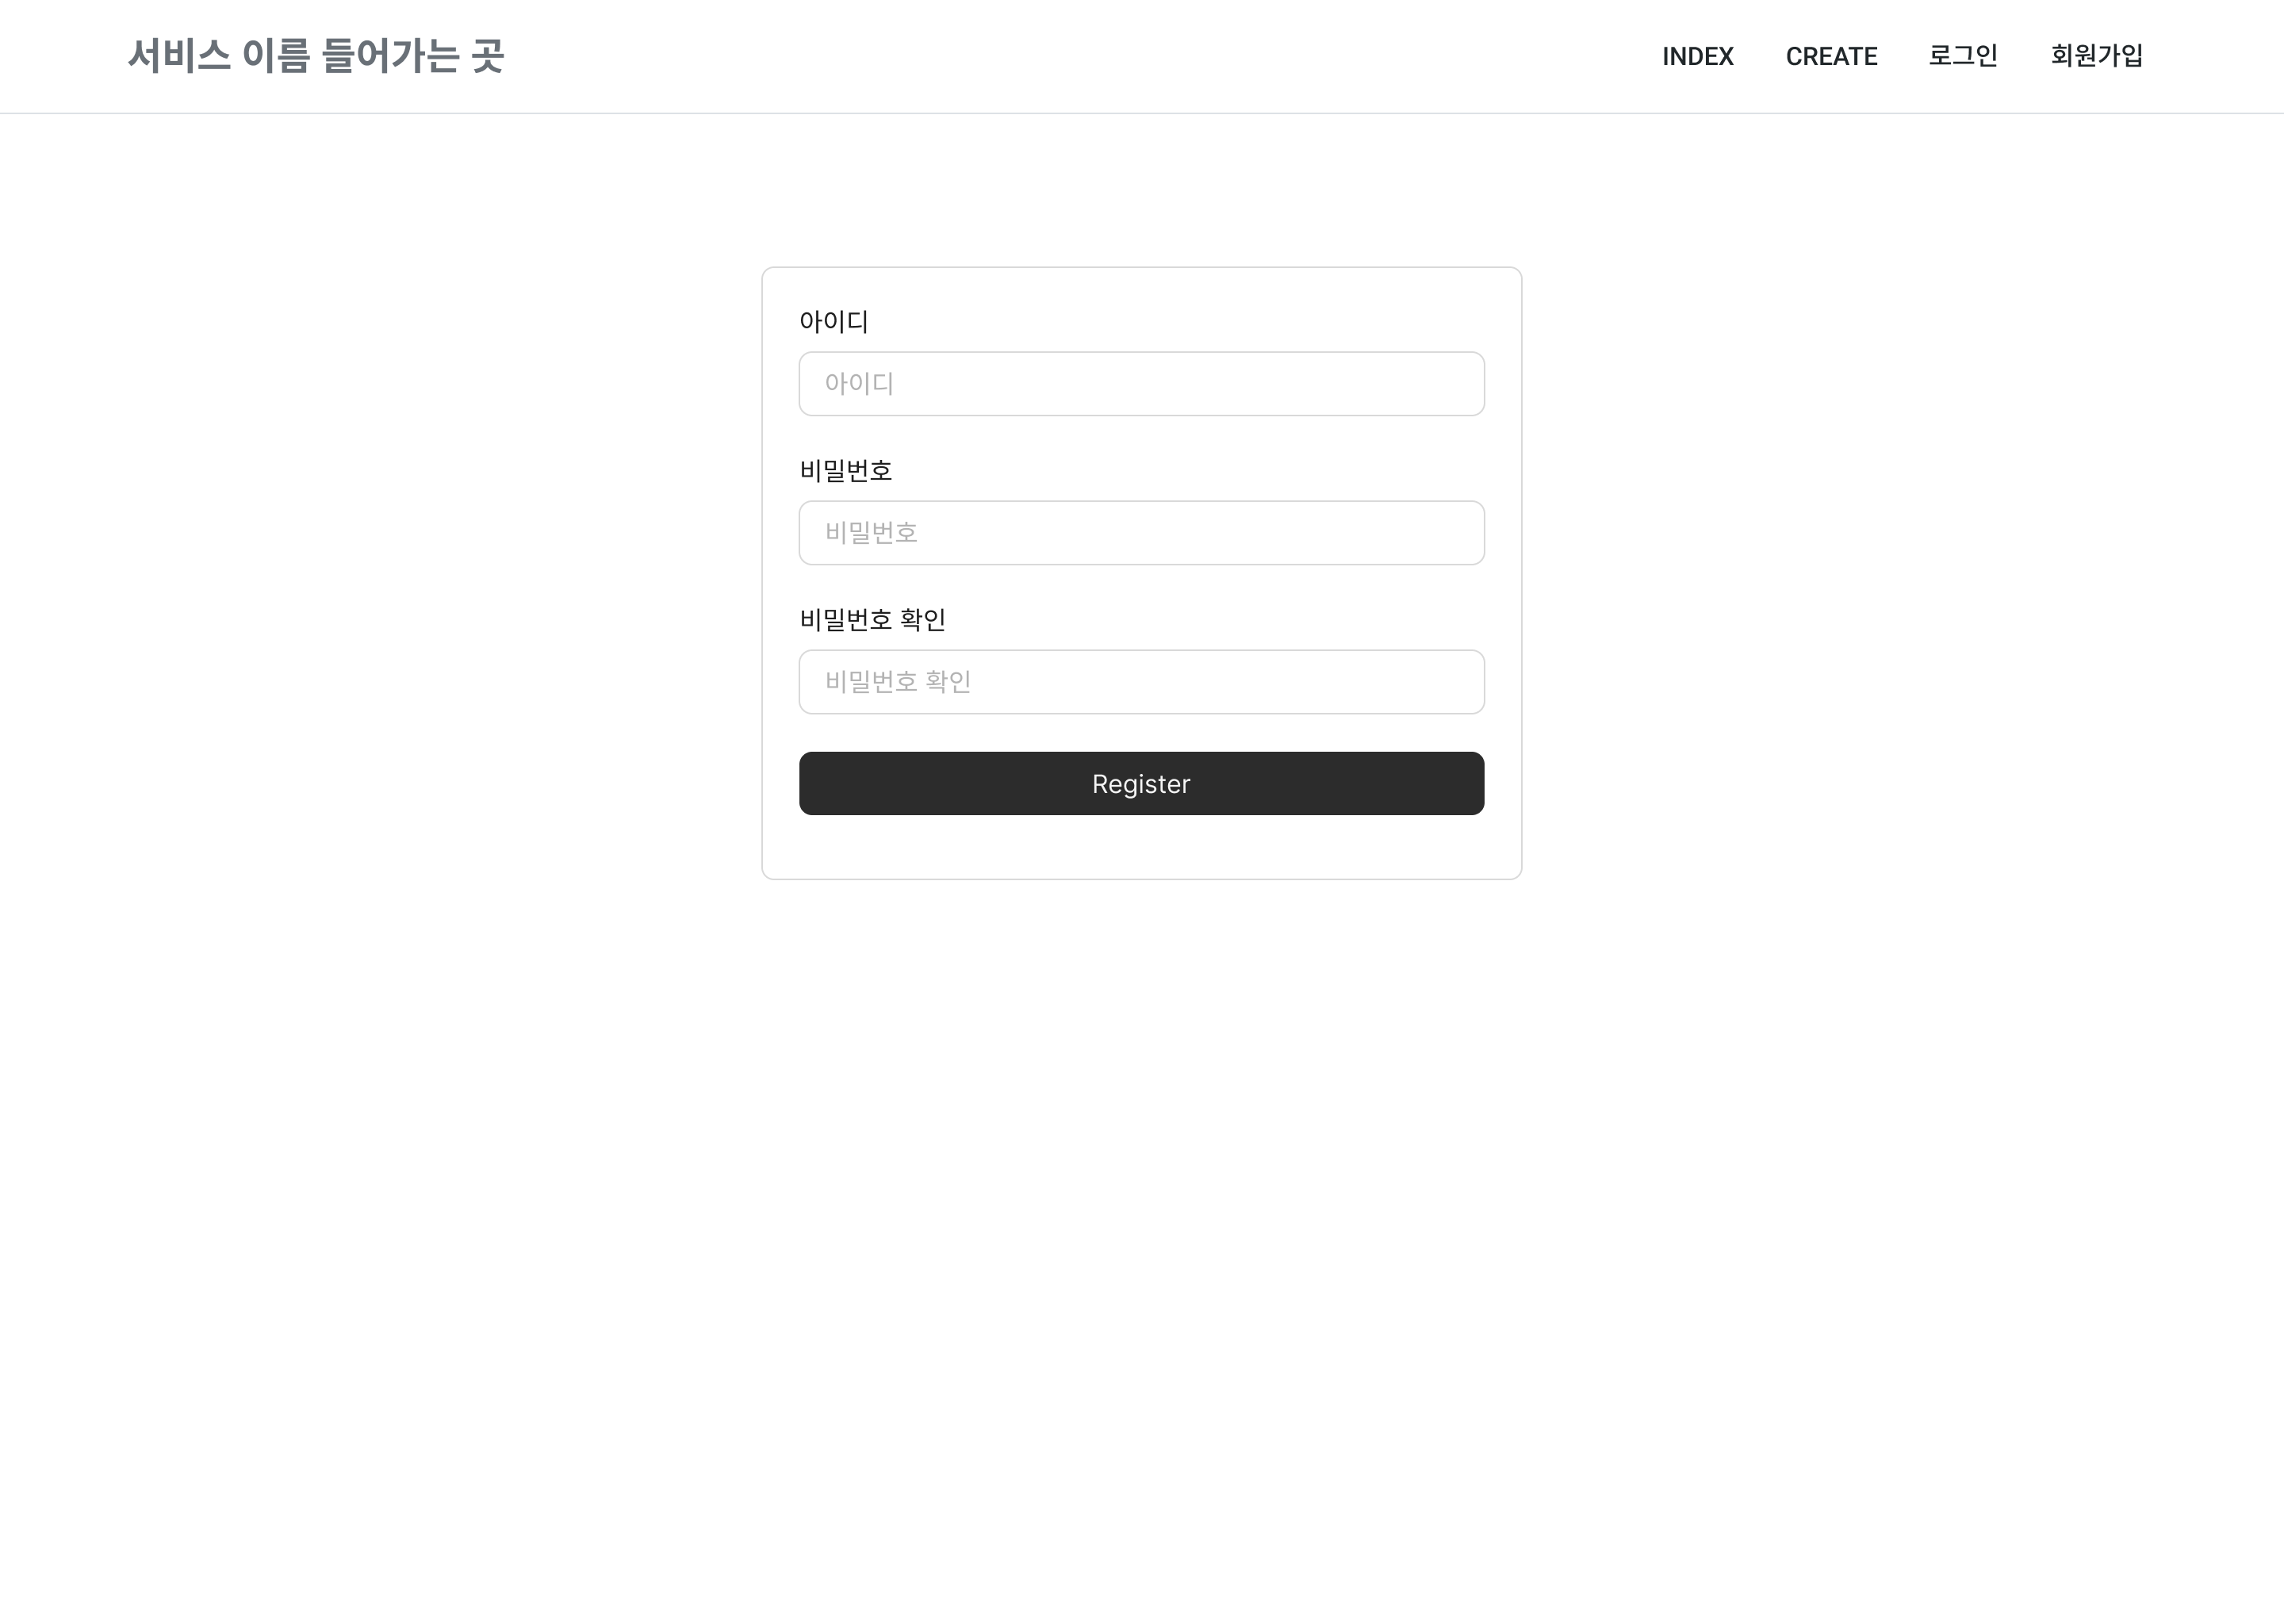 서비스 이름 들어가는 곳
INDEX CREATE 로그인 회원가입
아이디
아이디
비밀번호
비밀번호
비밀번호 확인
비밀번호 확인
Register